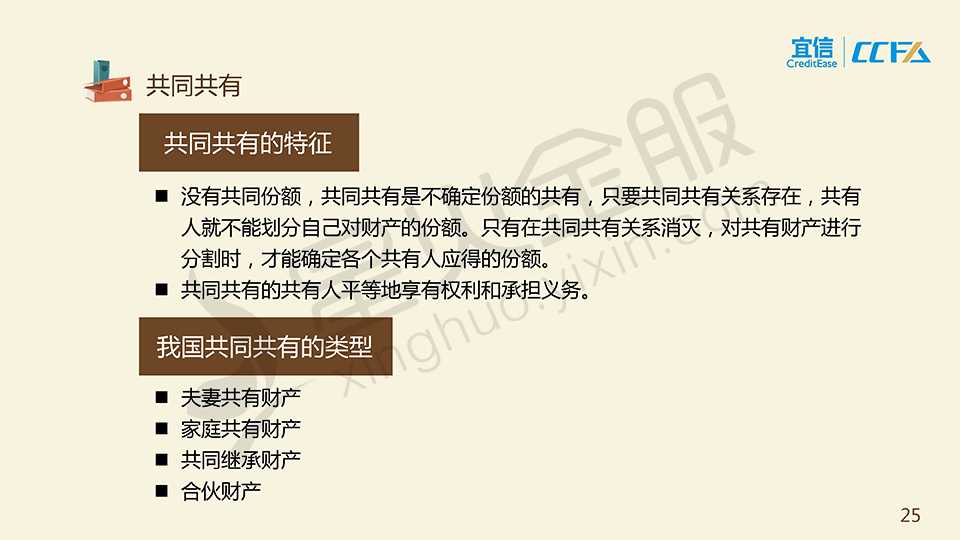 宜信
CreditEase
CCFA
共同共有
共同共有的特征
■ 没有共同份额，共同共有是不确定份额的共有，只要共同共有关系存在，共有
人就不能划分自己对财产的份额。只有在共同共有关系消灭，对共有财产进行
分割时，才能确定各个共有人应得的份额。
■ 共同共有的共有人平等地享有权利和承担义务。
我国共同共有的类型
■ 夫妻共有财产
■ 家庭共有财产
■ 共同继承财产
■ 合伙财产
星火金服
xinghuo.yixin.com
25